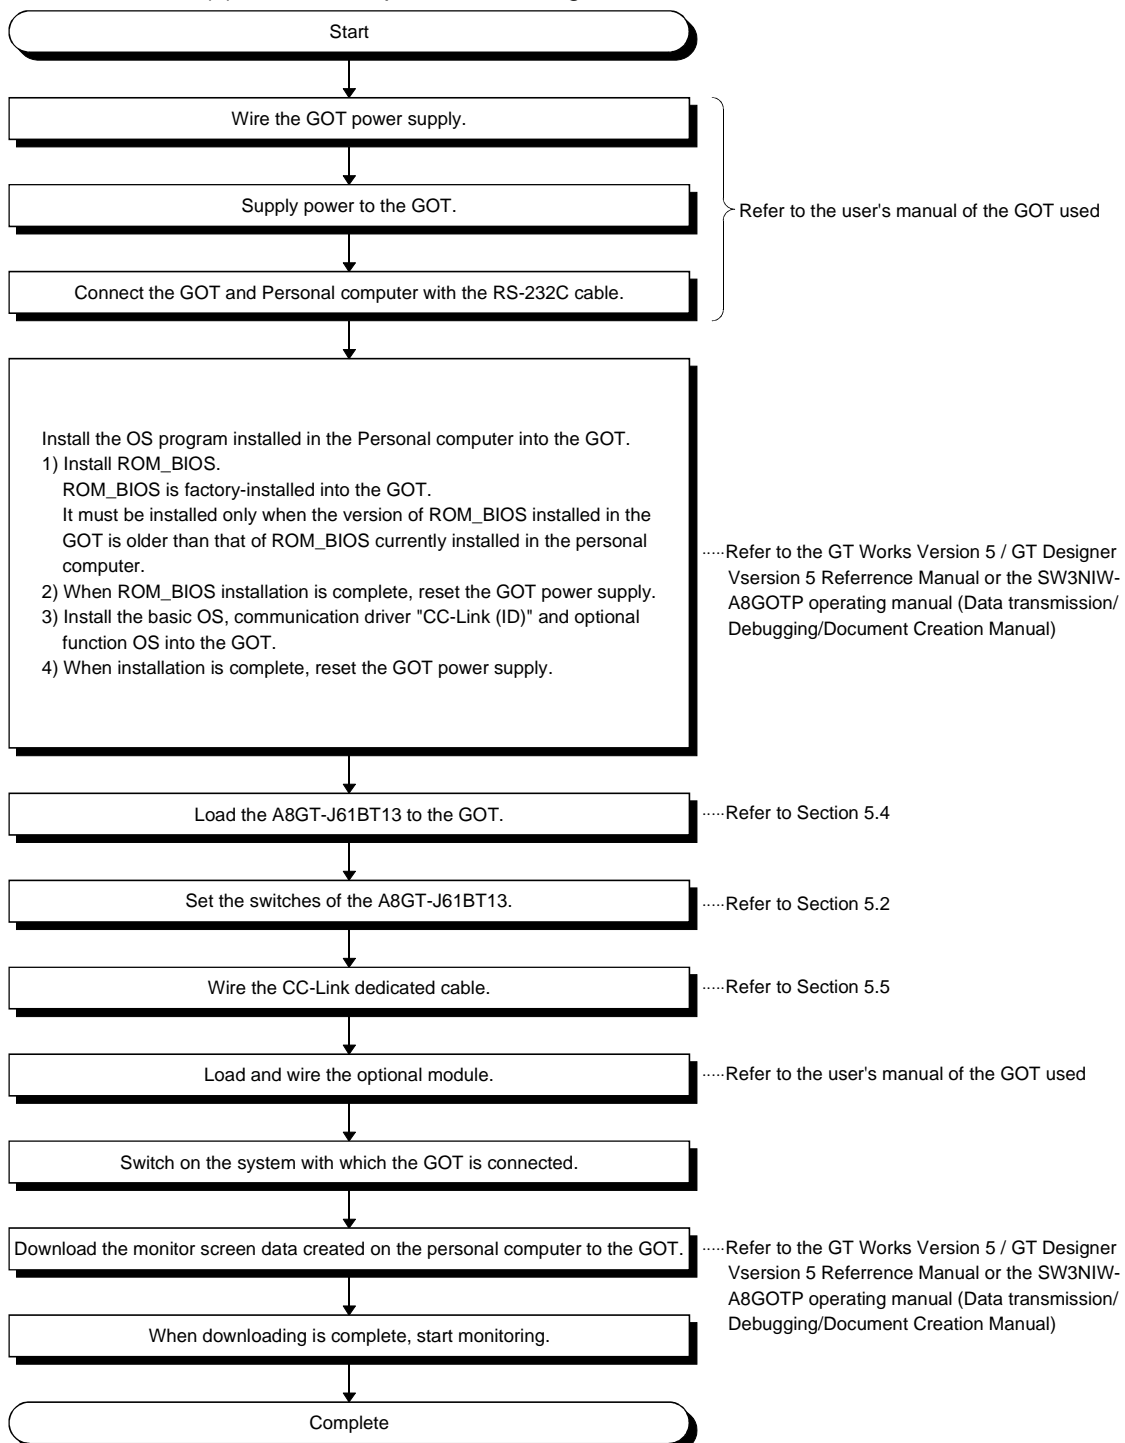 Start
Wire the GOT power supply.
Supply power to the GOT.
Refer to the user's manual of the GOT used
Connect the GOT and Personal computer with the RS-232C cable.
Install the OS program installed in the Personal computer into the GOT.
1) Install ROM_BIOS.
ROM_BIOS is factory-installed into the GOT.
It must be installed only when the version of ROM_BIOS installed in the
GOT is older than that of ROM_BIOS currently installed in the personal
computer.
2) When ROM_BIOS installation is complete, reset the GOT power supply.
3) Install the basic OS, communication driver "CC-Link (ID)" and optional
function OS into the GOT.
4) When installation is complete, reset the GOT power supply.
Refer to the GT Works Version 5 / GT Designer
Vsersion 5 Referrence Manual or the SW3NIW-
A8GOTP operating manual (Data transmission/
Debugging/Document Creation Manual)
Load the A8GT-J61BT13 to the GOT.
Refer to Section 5.4
Set the switches of the A8GT-J61BT13.
Refer to Section 5.2
Wire the CC-Link dedicated cable.
Refer to Section 5.5
Load and wire the optional module.
Refer to the user's manual of the GOT used
Switch on the system with which the GOT is connected.
Download the monitor screen data created on the personal computer to the GOT.
Refer to the GT Works Version 5 / GT Designer
Vsersion 5 Referrence Manual or the SW3NIW-
A8GOTP operating manual (Data transmission/
Debugging/Document Creation Manual)
When downloading is complete, start monitoring.
Complete